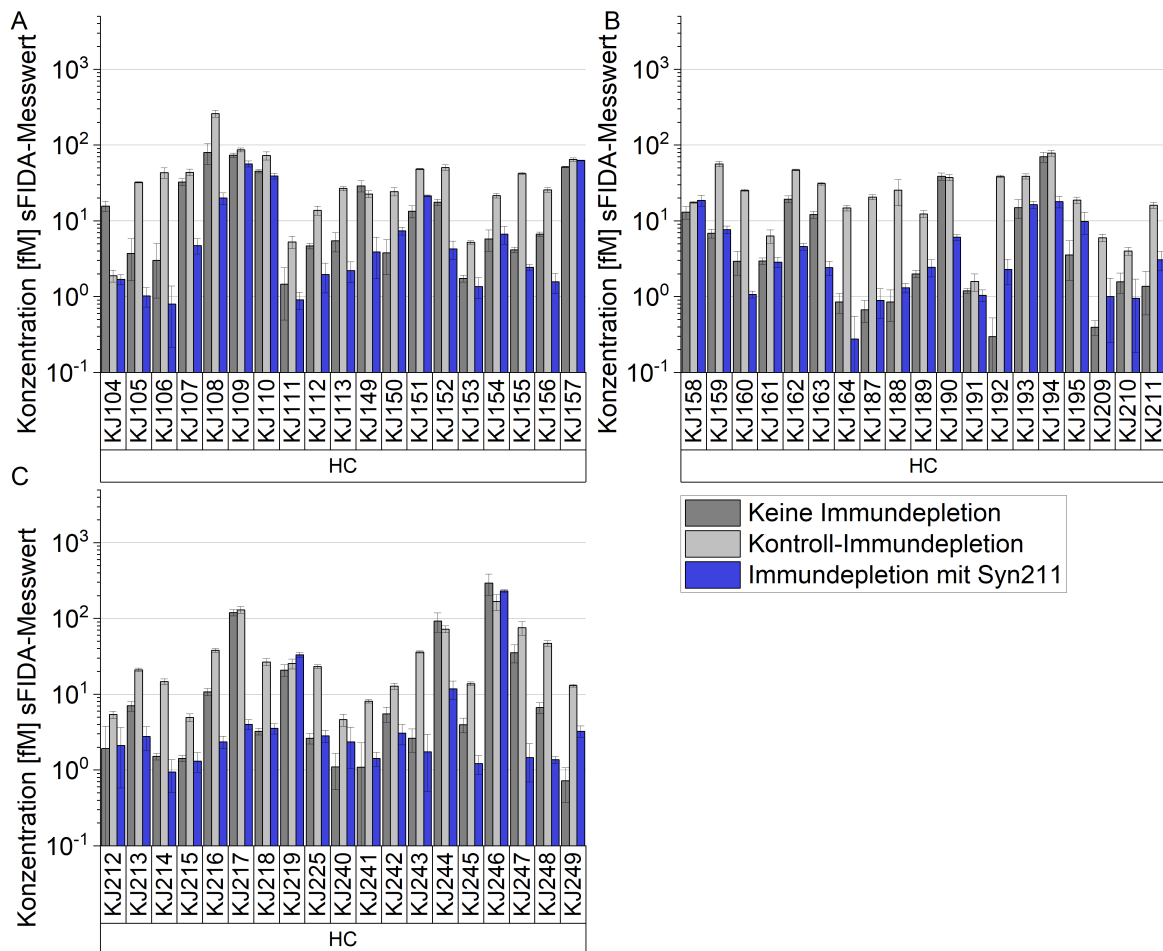 A
Konzentration [fM] sFIDA-Messwert
10³
10²
10¹
10⁰
10⁻¹
KJ104
KJ105
KJ106
KJ107
KJ108
KJ109
KJ110
KJ111
KJ112
KJ113
KJ149
KJ150
KJ151
KJ152
KJ153
KJ154
KJ155
KJ156
KJ157
HC
B
Konzentration [fM] sFIDA-Messwert
10³
10²
10¹
10⁰
10⁻¹
KJ158
KJ159
KJ160
KJ161
KJ162
KJ163
KJ164
KJ187
KJ188
KJ189
KJ190
KJ191
KJ192
KJ193
KJ194
KJ195
KJ209
KJ210
KJ211
HC
Keine Immundepletion
Kontroll-Immundepletion
Immundepletion mit Syn211
C
Konzentration [fM] sFIDA-Messwert
10³
10²
10¹
10⁰
10⁻¹
KJ212
KJ213
KJ214
KJ215
KJ216
KJ217
KJ218
KJ219
KJ225
KJ240
KJ241
KJ242
KJ243
KJ244
KJ245
KJ246
KJ247
KJ248
KJ249
HC